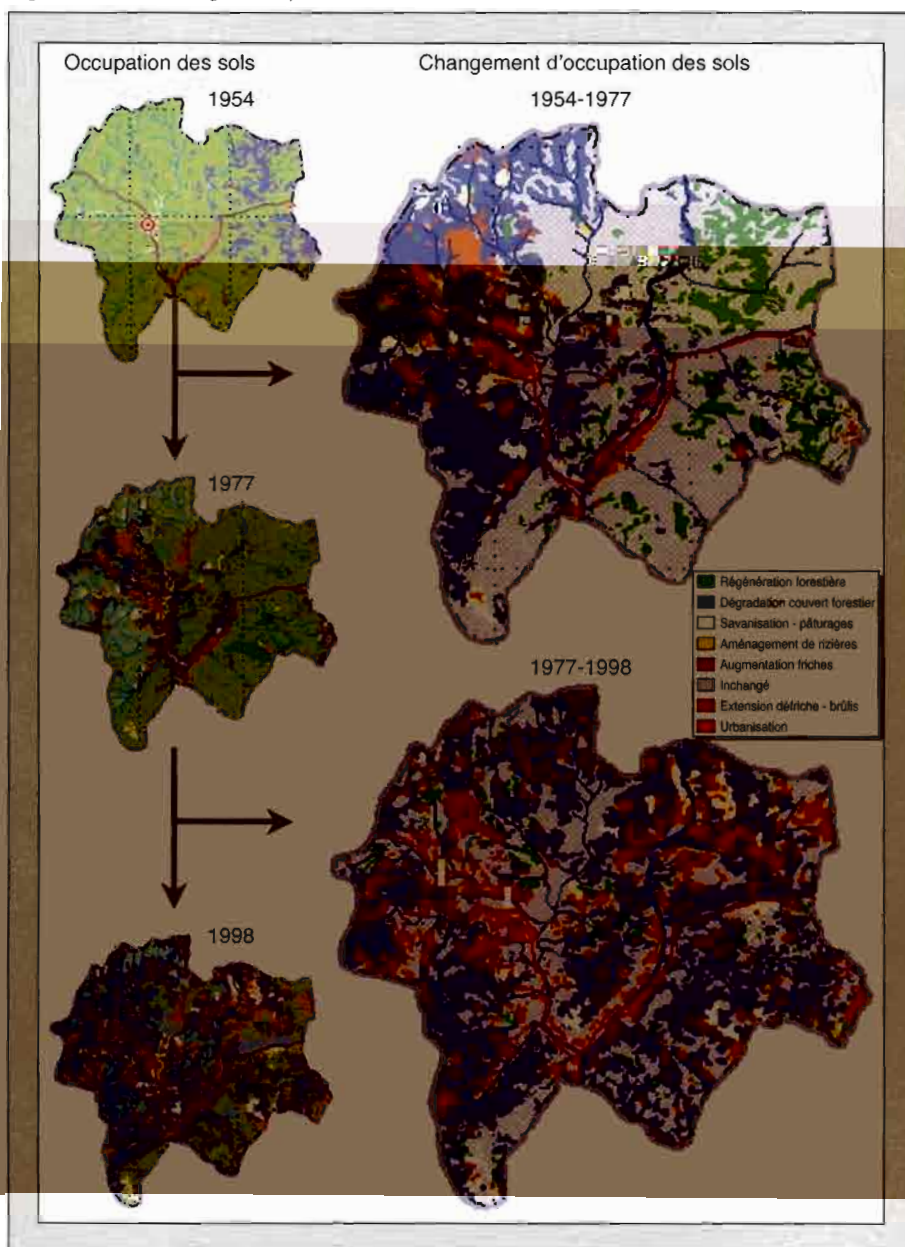 Occupation des sols
Changement d'occupation des sols
1954
1954-1977
1977
Régénération forestière
Dégradation couvert forestier
Savanisation - pâturages
Aménagement de rizières
Augmentation friches
Inchangé
Extension défriche - brûlis
Urbanisation
1977-1998
1998